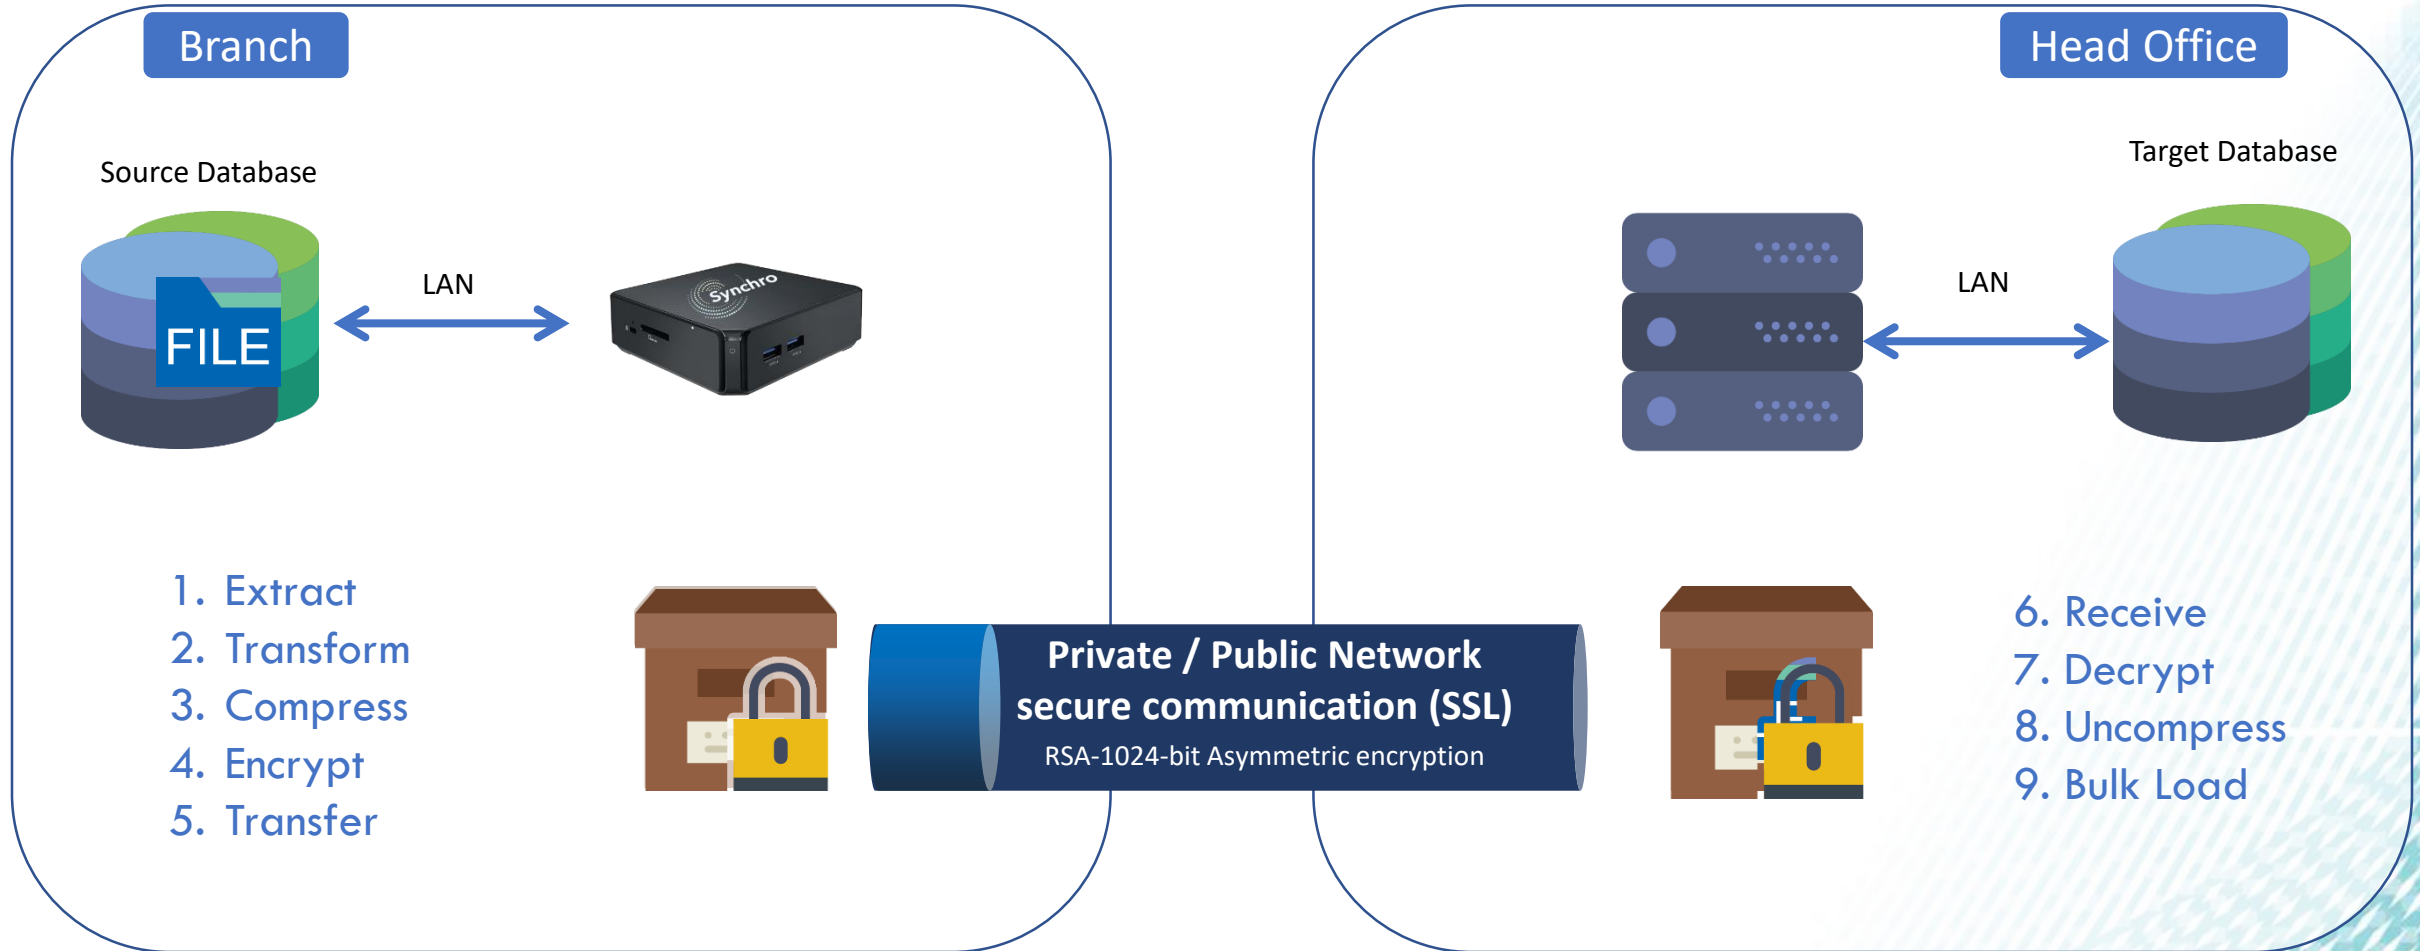 Branch
Source Database
FILE
LAN
Synchro
1. Extract
2. Transform
3. Compress
4. Encrypt
5. Transfer
Private / Public Network
secure communication (SSL)
RSA-1024-bit Asymmetric encryption
Head Office
Target Database
LAN
6. Receive
7. Decrypt
8. Uncompress
9. Bulk Load